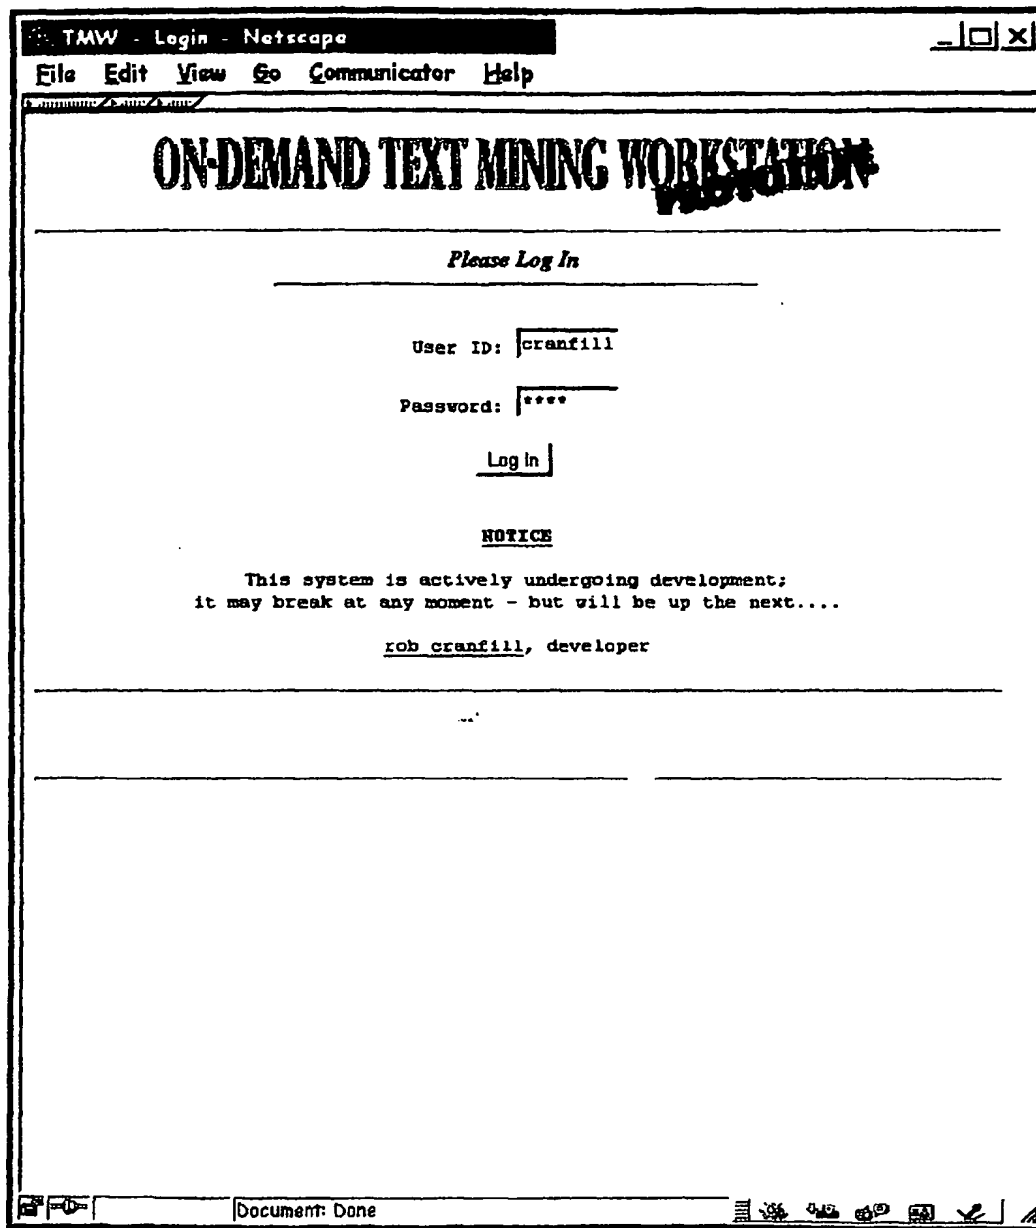 TMW - Login - Netscape
File Edit View Go Communicator Help
ON-DEMAND TEXT MINING WORKSTATION
PROTOTYPE
Please Log In
User ID: cranfill
Password: ****
Log In
NOTICE
This system is actively undergoing development;
it may break at any moment - but will be up the next....
rob cranfill, developer
Document: Done